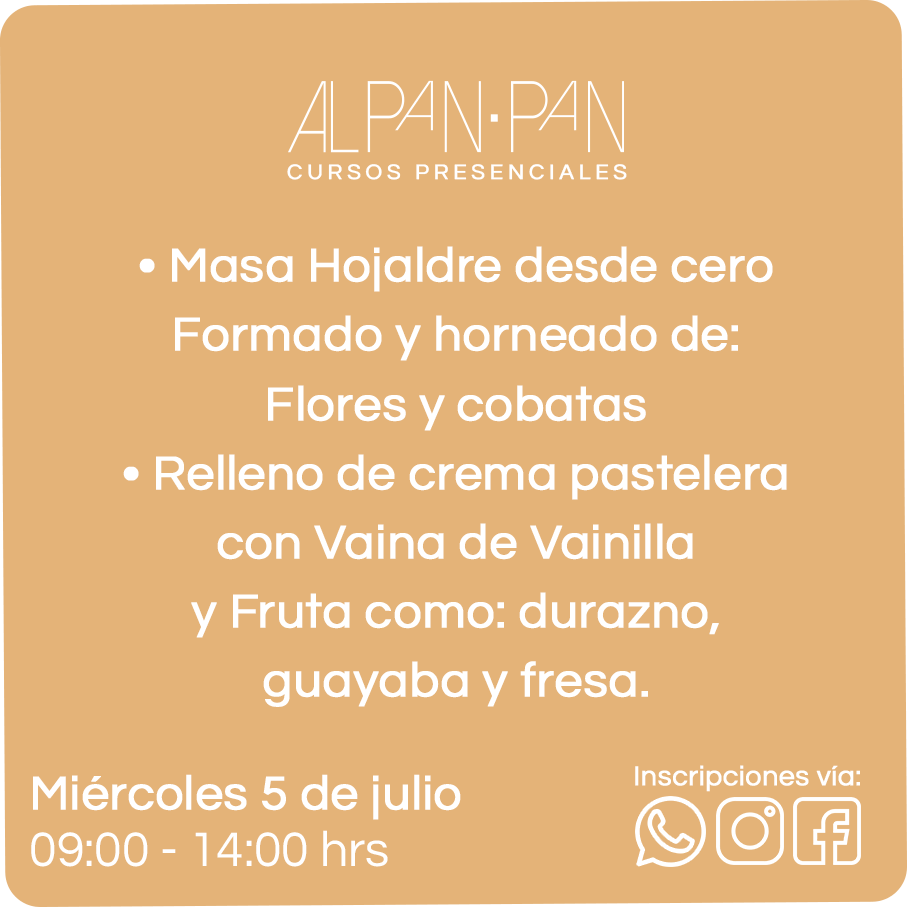 ALPAN·PAN
CURSOS PRESENCIALES
• Masa Hojaldre desde cero
Formado y horneado de:
Flores y cobatas
• Relleno de crema pastelera
con Vaina de Vainilla
y Fruta como: durazno,
guayaba y fresa.
Miércoles 5 de julio
09:00 - 14:00 hrs
Inscripciones vía: